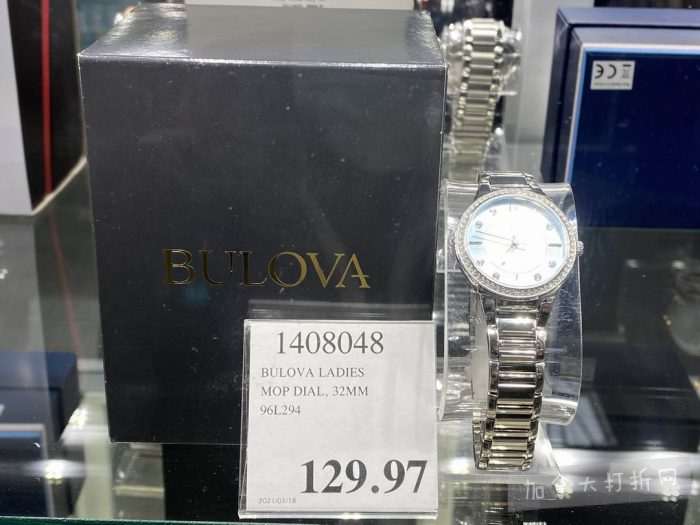 CE
BULOVA
1408048
BULOVA LADIES
MOP DIAL, 32MM
96L294
129.97
2021/03/18
加拿大打折网